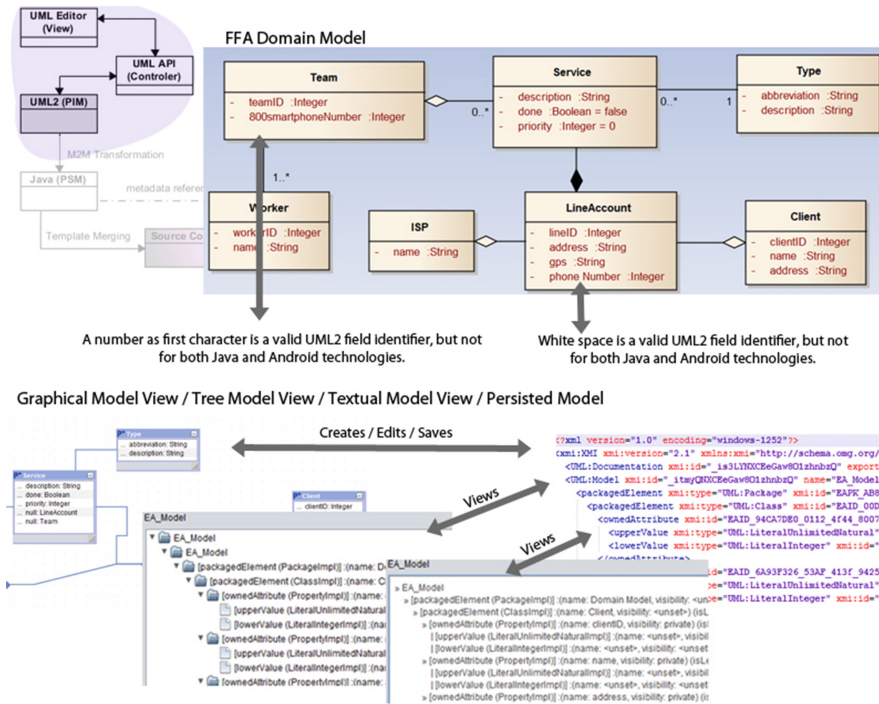 UML Editor
(View)
UML API
(Controler)
UML2 (PIM)
M2M Transformation
Java (PSM)
metadata refere
Template Merging
Source Co
FFA Domain Model
Team
- teamID :Integer
- 800smartphoneNumber :Integer
0..*
Service
- description :String
- done :Boolean = false
- priority :Integer = 0
0..*
1
Type
- abbreviation :String
- description :String
1..*
Worker
- workerID :Integer
- name :String
ISP
- name :String
LineAccount
- lineID :Integer
- address :String
- gps :String
- phone Number :Integer
Client
- clientID :Integer
- name :String
- address :String
A number as first character is a valid UML2 field identifier, but not
for both Java and Android technologies.
White space is a valid UML2 field identifier, but not
for both Java and Android technologies.
Graphical Model View / Tree Model View / Textual Model View / Persisted Model
Type
... abbreviation: String
... description: String
Service
... description: String
... done: Boolean
... priority: Integer
... null: LineAccount
... null: Team
Client
... clientID: Integer
Creates / Edits / Saves
Views
Views
<?xml version="1.0" encoding="windows-1252"?>
<xmi:XMI xmi:version="2.1" xmlns:xmi="http://schema.omg.org/
<UML:Documentation xmi:id="_is3LYNXCEeGaw8O1zhnbzQ" export
<UML:Model xmi:id="_itmyQNXCEeGaw8O1zhnbzQ" name="EA_Model
<packagedElement xmi:type="UML:Package" xmi:id="EAPK_AB8
<packagedElement xmi:type="UML:Class" xmi:id="EAID_00D
<ownedAttribute xmi:id="EAID_94CA7DE0_0112_4f44_8007
<upperValue xmi:type="UML:LiteralUnlimitedNatural"
<lowerValue xmi:type="UML:LiteralInteger" xmi:id=
</ownedAttribute>
id="EAID_6A93F326_53AF_413f_9425
pe="UML:LiteralUnlimitedNatural"
pe="UML:LiteralInteger" xmi:id=
EA_Model
EA_Model
EA_Model
[packagedElement (PackageImpl)] :(name: Do
[packagedElement (ClassImpl)] :(name: C
[ownedAttribute (PropertyImpl)] :(name:
[upperValue (LiteralUnlimitedNatural
[lowerValue (LiteralIntegerImpl)] :(na
[ownedAttribute (PropertyImpl)] :(name:
[upperValue (LiteralUnlimitedNatural
[lowerValue (LiteralIntegerImpl)] :(na
[ownedAttribute (PropertyImpl)] :(name:
EA_Model
» EA_Model
» [packagedElement (PackageImpl)] :(name: Domain Model, visibility: <un
» [packagedElement (ClassImpl)] :(name: Client, visibility: <unset>) (isL
» [ownedAttribute (PropertyImpl)] :(name: clientID, visibility: private) (is
| [upperValue (LiteralUnlimitedNaturalImpl)] :(name: <unset>, visibil
| [lowerValue (LiteralIntegerImpl)] :(name: <unset>, visibility: <unset
» [ownedAttribute (PropertyImpl)] :(name: name, visibility: private) (isLe
| [upperValue (LiteralUnlimitedNaturalImpl)] :(name: <unset>, visibil
| [lowerValue (LiteralIntegerImpl)] :(name: <unset>, visibility: <unset
» [ownedAttribute (PropertyImpl)] :(name: address, visibility: private) (is